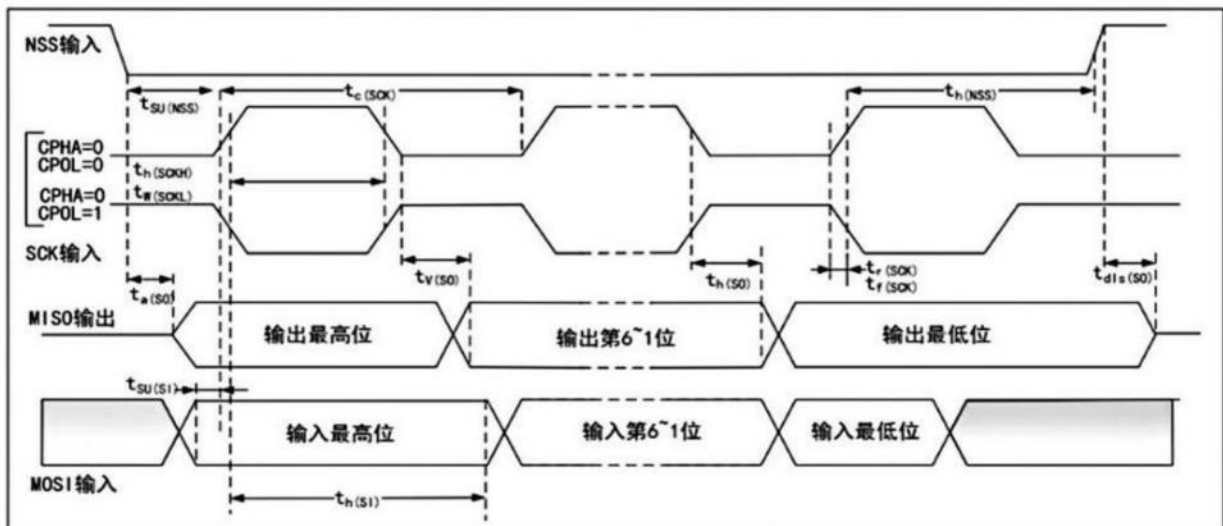 NSS输入
tSU(NSS)
tc(SCK)
th(NSS)
CPHA=0
CPOL=0
th(SCKH)
tW(SCKL)
CPHA=0
CPOL=1
SCK输入
ta(SO)
tV(SO)
th(SO)
tr(SCK)
tf(SCK)
tdis(SO)
MISO输出
输出最高位
输出第6~1位
输出最低位
tSU(SI)
输入最高位
输入第6~1位
输入最低位
MOSI输入
th(SI)